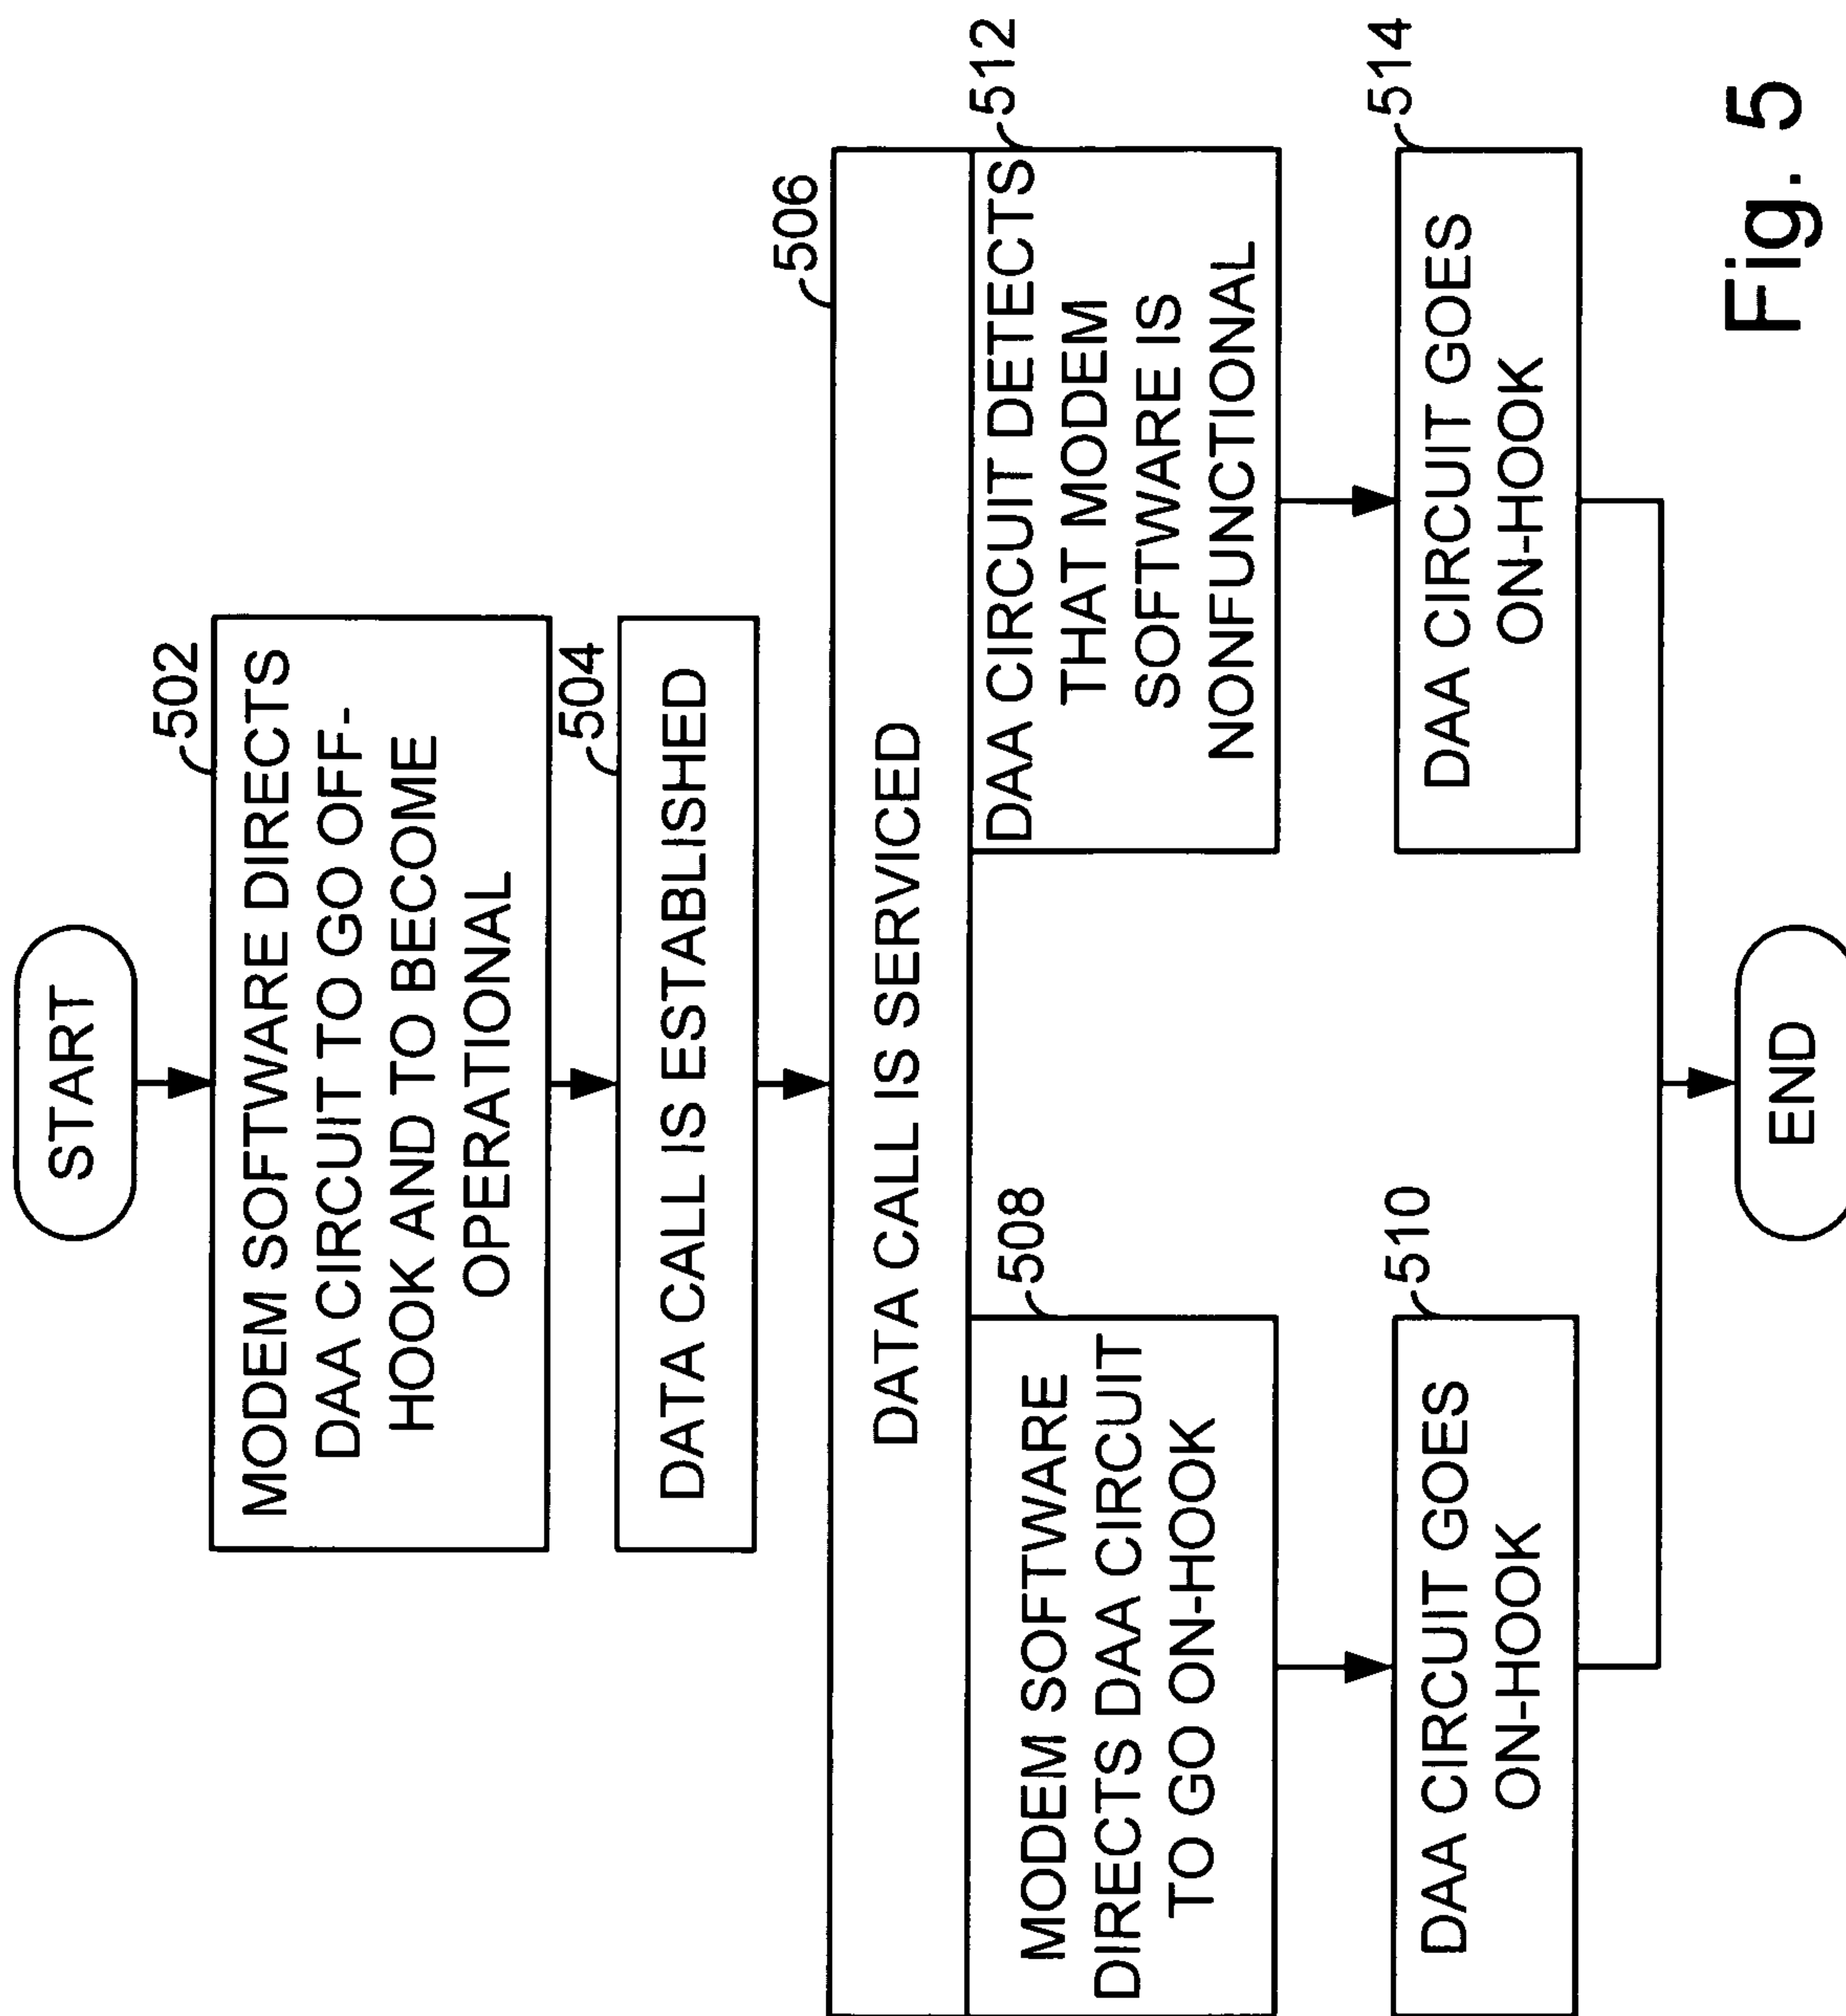 START
502
MODEM SOFTWARE DIRECTS
DAA CIRCUIT TO GO OFF-
HOOK AND TO BECOME
OPERATIONAL
504
DATA CALL IS ESTABLISHED
506
DATA CALL IS SERVICED
508
MODEM SOFTWARE
DIRECTS DAA CIRCUIT
TO GO ON-HOOK
512
DAA CIRCUIT DETECTS
THAT MODEM
SOFTWARE IS
NONFUNCTIONAL
510
DAA CIRCUIT GOES
ON-HOOK
514
DAA CIRCUIT GOES
ON-HOOK
END
Fig. 5